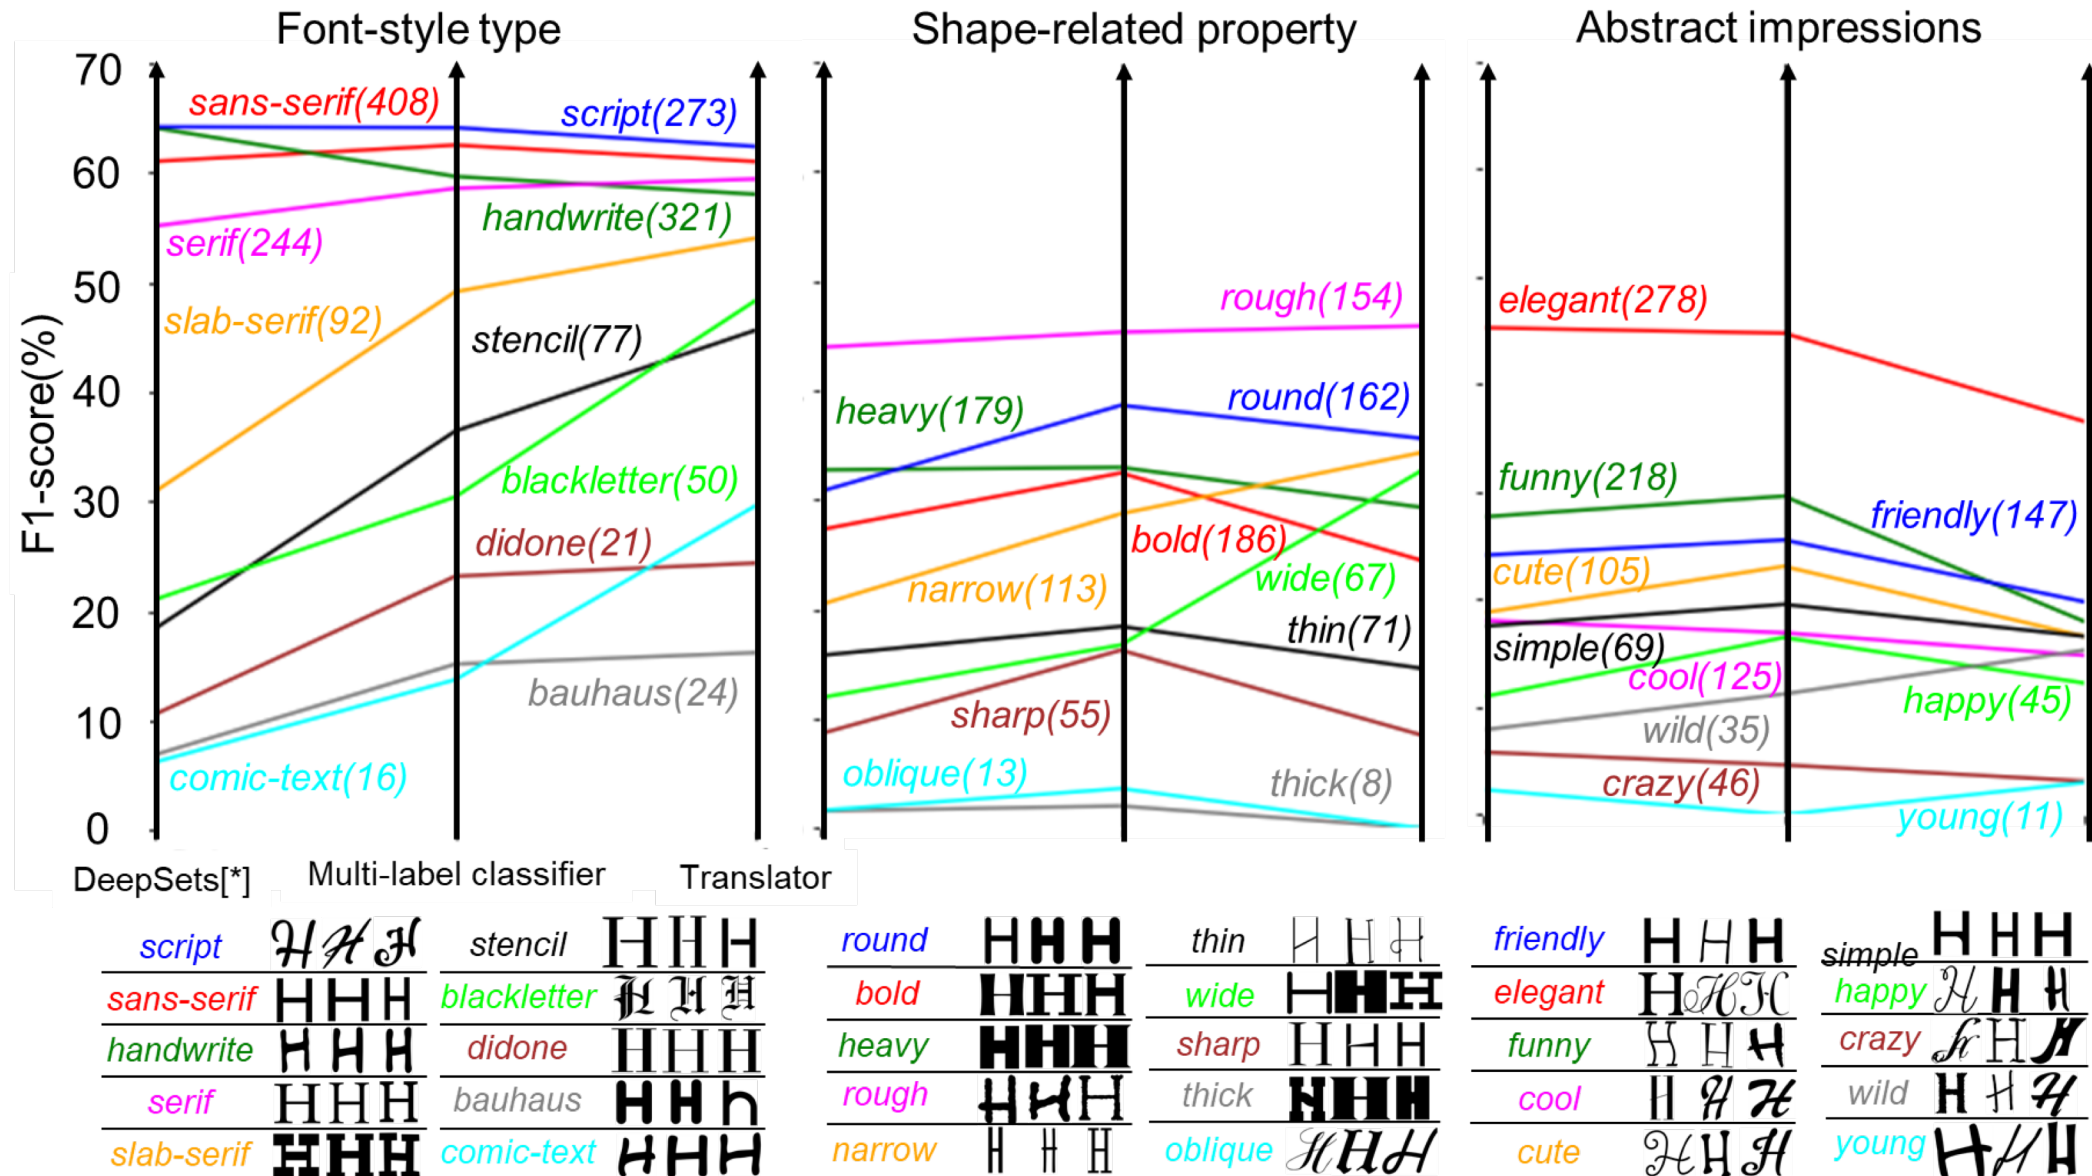 Font-style type
Shape-related property
Abstract impressions
F1-score(%)
70
60
50
40
30
20
10
0
sans-serif(408)
script(273)
handwrite(321)
serif(244)
slab-serif(92)
stencil(77)
blackletter(50)
didone(21)
bauhaus(24)
comic-text(16)
rough(154)
heavy(179)
round(162)
bold(186)
narrow(113)
wide(67)
thin(71)
sharp(55)
oblique(13)
thick(8)
elegant(278)
funny(218)
friendly(147)
cute(105)
simple(69)
cool(125)
happy(45)
wild(35)
crazy(46)
young(11)
DeepSets[*]
Multi-label classifier
Translator
script H H H
sans-serif H H H
handwrite H H H
serif H H H
slab-serif H H H
stencil H H H
blackletter H H H
didone H H H
bauhaus H H h
comic-text H H H
round H H H
bold H H H
heavy H H H
rough H H H
narrow H H H
thin H H H
wide H H H
sharp H H H
thick H H H
oblique H H H
friendly H H H
elegant H H H
funny H H H
cool H H H
cute H H H
simple H H H
happy H H H
crazy h H H
wild H H H
young H H H